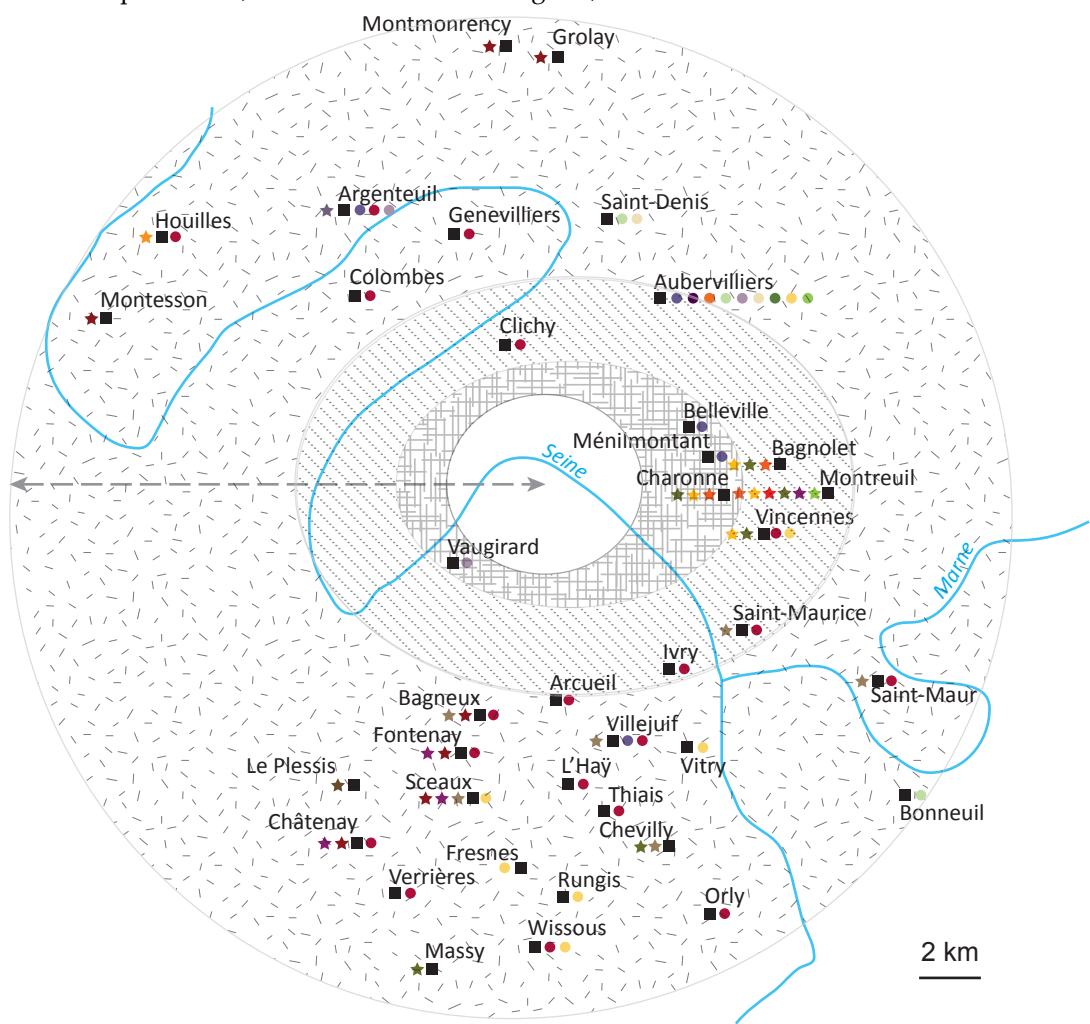 Montmorrency
Grolay
Argenteuil
Saint-Denis
Genevilliers
Houilles
Colombes
Aubervilliers
Montesson
Clichy
Belleville
Ménilmontant
Bagnolet
Seine
Charonne
Montreuil
Vincennes
Vaugirard
Marne
Saint-Maurice
Ivry
Arcueil
Saint-Maur
Bagneux
Villejuif
Fontenay
Vitry
Le Plessis
L'Haÿ
Sceaux
Thiais
Bonneuil
Châtenay
Chevilly
Fresnes
Verrières
Rungis
Orly
Wissous
Massy
2 km